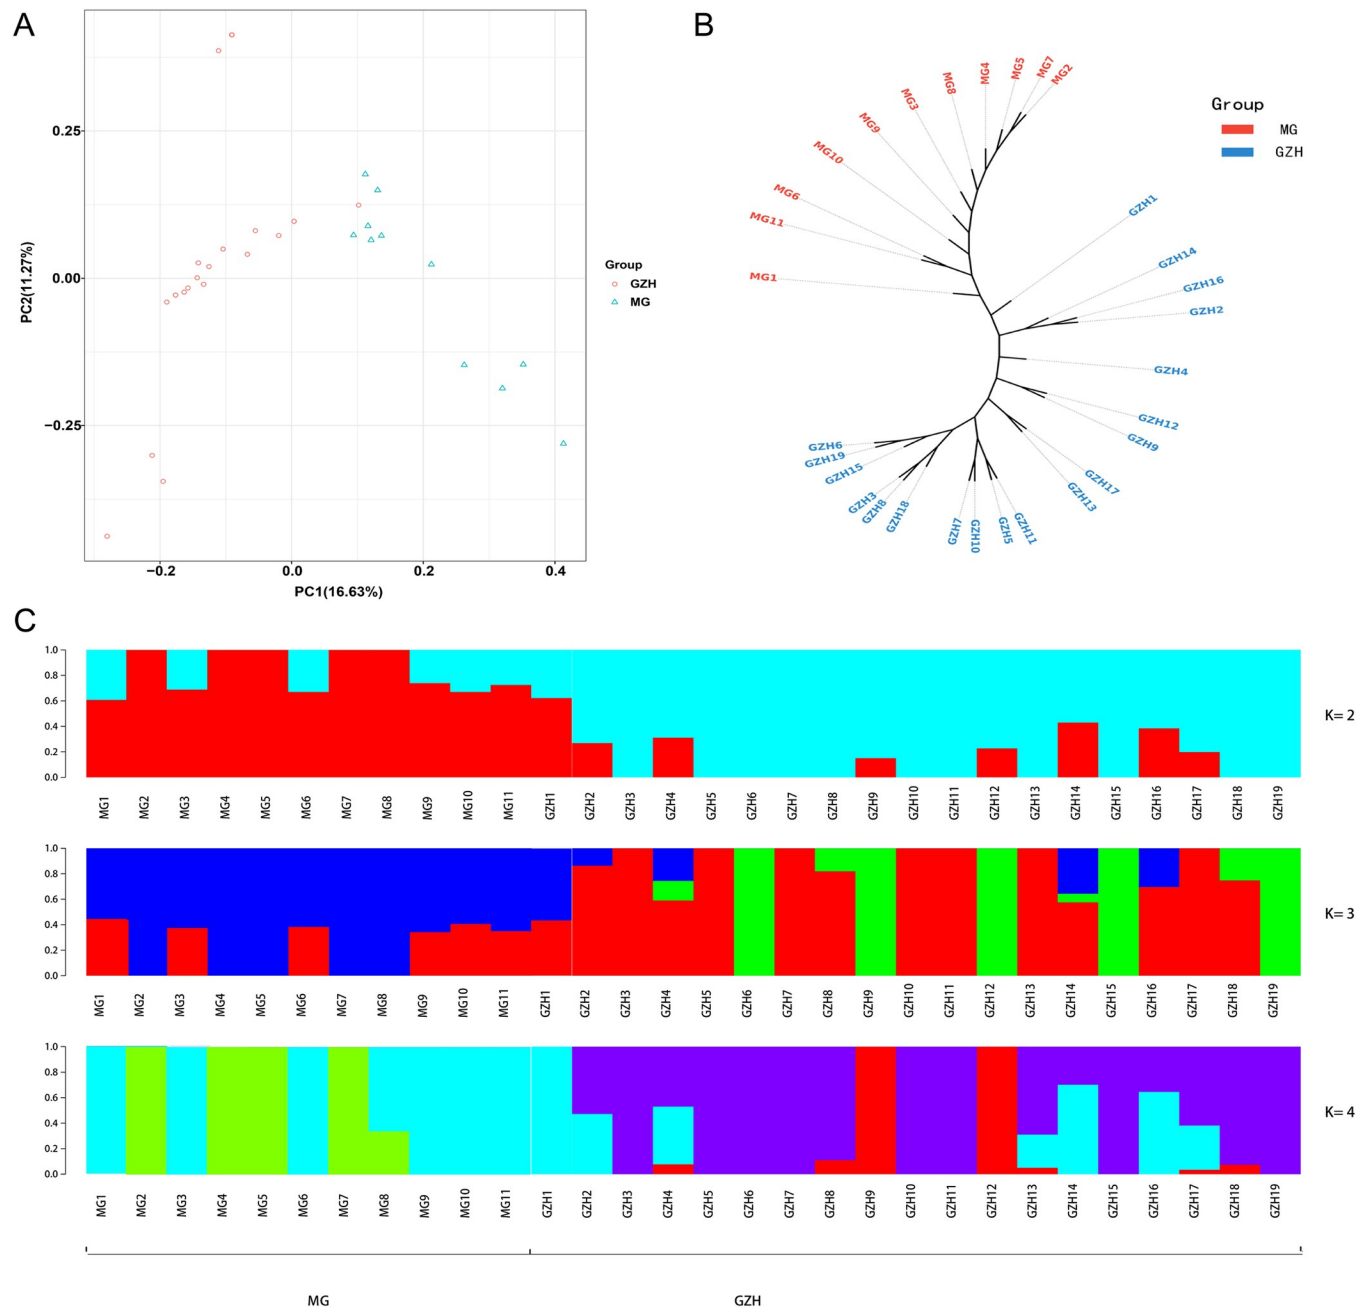 A
0.25
0.00
−0.25
PC2(11.27%)
−0.2
0.0
0.2
0.4
PC1(16.63%)
Group
GZH
MG
B
Group
MG
GZH
MG2
MG7
MG5
MG4
MG8
MG3
MG9
MG10
MG6
MG11
MG1
GZH1
GZH14
GZH16
GZH2
GZH4
GZH12
GZH9
GZH17
GZH13
GZH11
GZH5
GZH10
GZH7
GZH18
GZH8
GZH3
GZH15
GZH19
GZH6
C
1.0
0.8
0.6
0.4
0.2
0.0
K= 2
MG1 MG2 MG3 MG4 MG5 MG6 MG7 MG8 MG9 MG10 MG11 GZH1 GZH2 GZH3 GZH4 GZH5 GZH6 GZH7 GZH8 GZH9 GZH10 GZH11 GZH12 GZH13 GZH14 GZH15 GZH16 GZH17 GZH18 GZH19
1.0
0.8
0.6
0.4
0.2
0.0
K= 3
MG1 MG2 MG3 MG4 MG5 MG6 MG7 MG8 MG9 MG10 MG11 GZH1 GZH2 GZH3 GZH4 GZH5 GZH6 GZH7 GZH8 GZH9 GZH10 GZH11 GZH12 GZH13 GZH14 GZH15 GZH16 GZH17 GZH18 GZH19
1.0
0.8
0.6
0.4
0.2
0.0
K= 4
MG1 MG2 MG3 MG4 MG5 MG6 MG7 MG8 MG9 MG10 MG11 GZH1 GZH2 GZH3 GZH4 GZH5 GZH6 GZH7 GZH8 GZH9 GZH10 GZH11 GZH12 GZH13 GZH14 GZH15 GZH16 GZH17 GZH18 GZH19
MG GZH